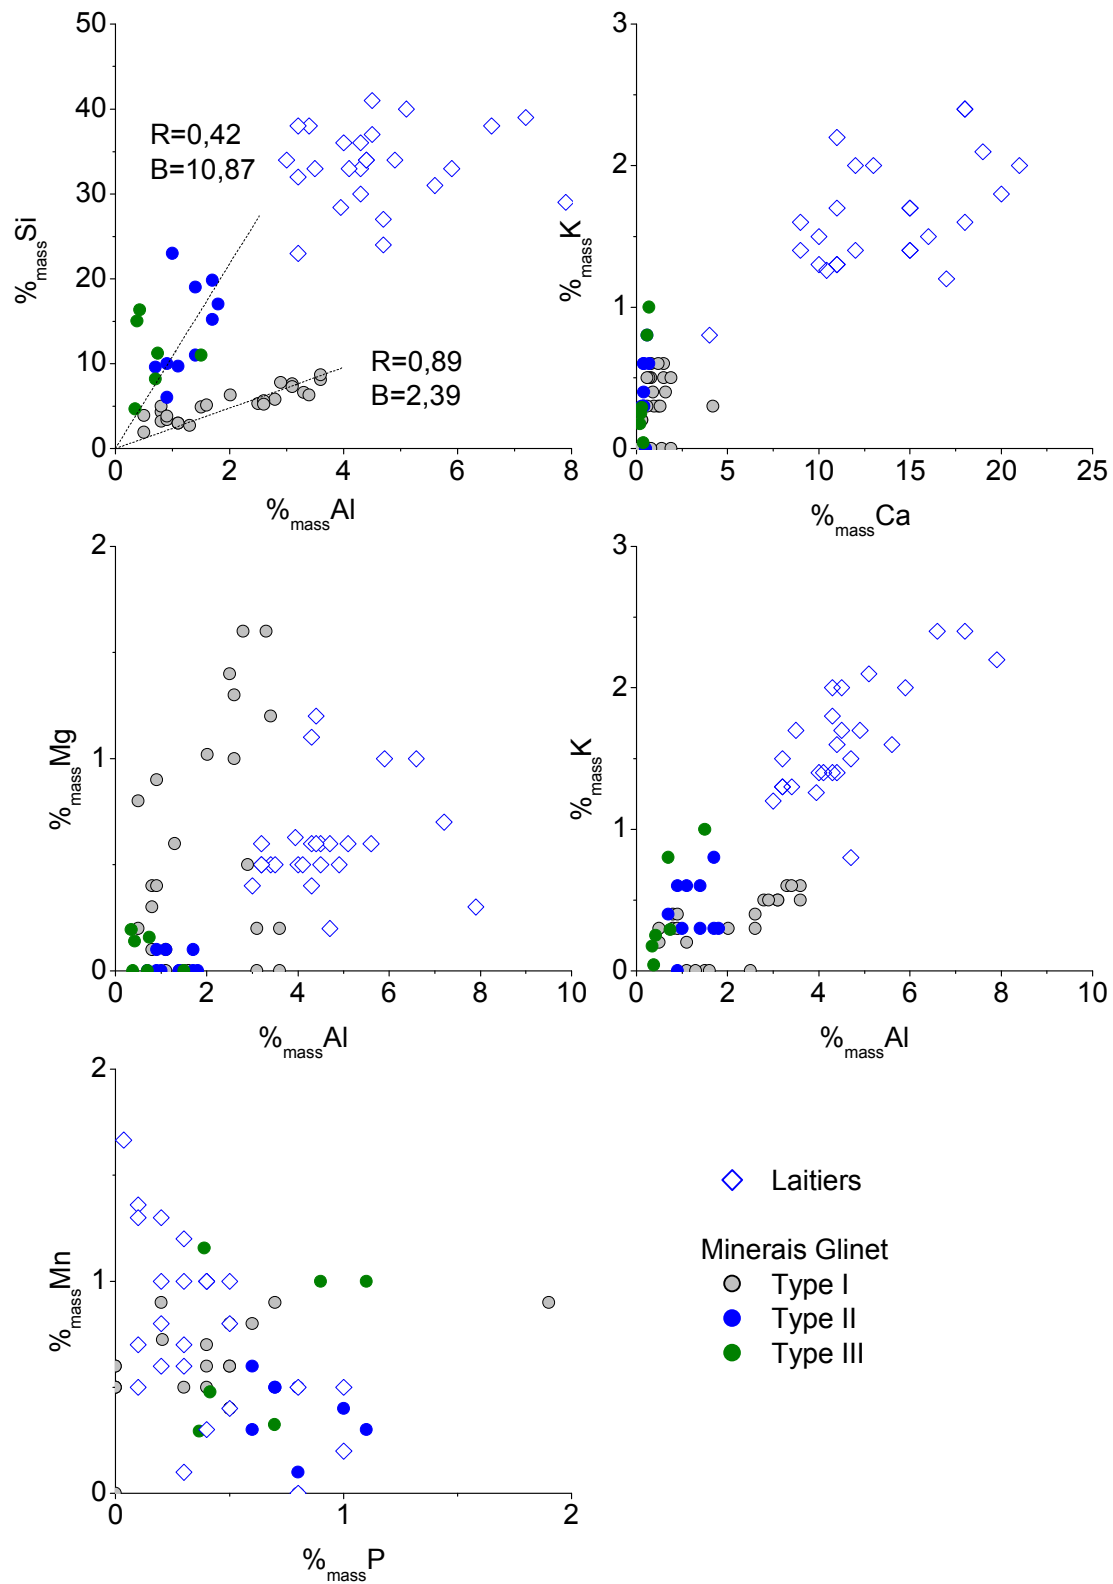 50
40
30
20
10
0
%massSi
R=0,42
B=10,87
R=0,89
B=2,39
0 2 4 6 8
%massAl
3
2
1
0
%massK
0 5 10 15 20 25
%massCa
2
1
0
%massMg
0 2 4 6 8 10
%massAl
3
2
1
0
%massK
0 2 4 6 8 10
%massAl
2
1
0
%massMn
0 1 2
%massP
Laitiers
Minerais Glinet
Type I
Type II
Type III